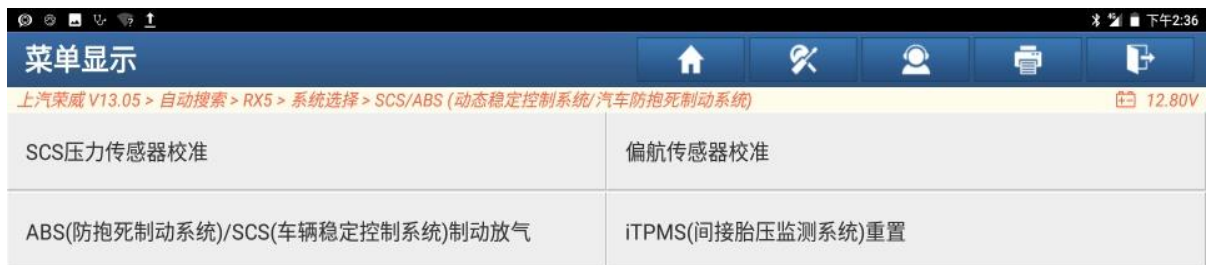 下午2:36
菜单显示
上汽荣威 V13.05 > 自动搜索 > RX5 > 系统选择 > SCS/ABS (动态稳定控制系统/汽车防抱死制动系统) 12.80V
SCS压力传感器校准 偏航传感器校准
ABS(防抱死制动系统)/SCS(车辆稳定控制系统)制动放气 iTPMS(间接胎压监测系统)重置